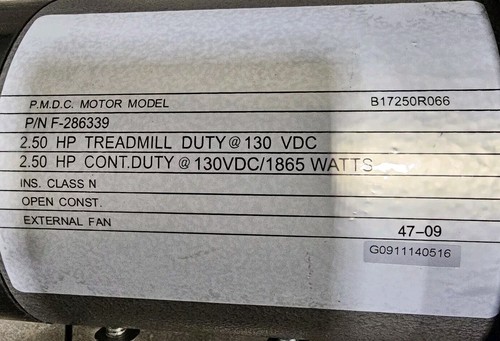 P.M.D.C. MOTOR MODEL B17250R066
P/N F-286339
2.50 HP TREADMILL DUTY @ 130 VDC
2.50 HP CONT.DUTY @ 130VDC/1865 WATTS
INS. CLASS N
OPEN CONST.
EXTERNAL FAN 47-09
G0911140516